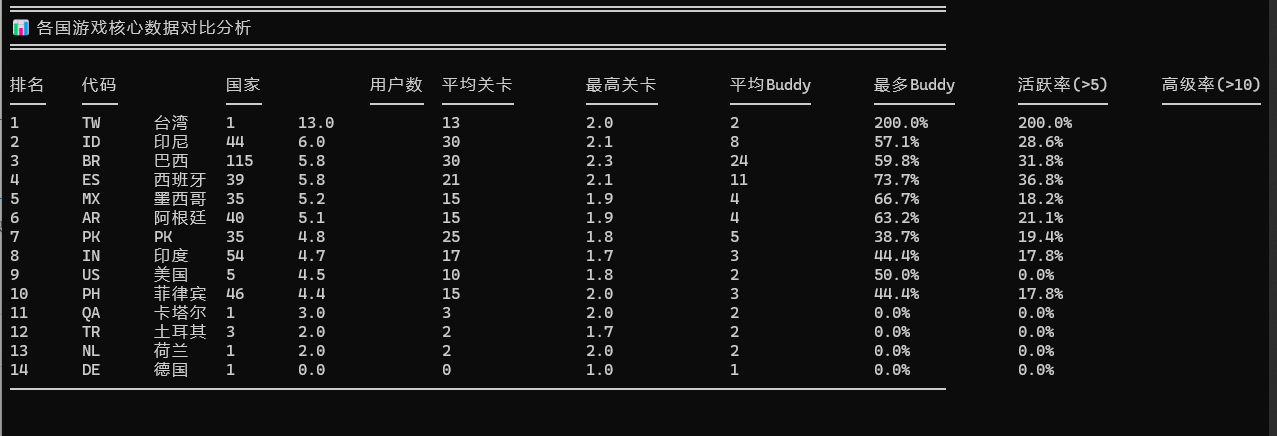 📊 各国游戏核心数据对比分析
排名 代码 国家 用户数 平均关卡 最高关卡 平均Buddy 最多Buddy 活跃率(>5) 高级率(>10)
1 TW 台湾 1 13.0 13 2.0 2 200.0% 200.0%
2 ID 印尼 44 6.0 30 2.1 8 57.1% 28.6%
3 BR 巴西 115 5.8 30 2.3 24 59.8% 31.8%
4 ES 西班牙 39 5.8 21 2.1 11 73.7% 36.8%
5 MX 墨西哥 35 5.2 15 1.9 4 66.7% 18.2%
6 AR 阿根廷 40 5.1 15 1.9 4 63.2% 21.1%
7 PK PK 35 4.8 25 1.8 5 38.7% 19.4%
8 IN 印度 54 4.7 17 1.7 3 44.4% 17.8%
9 US 美国 5 4.5 10 1.8 2 50.0% 0.0%
10 PH 菲律宾 46 4.4 15 2.0 3 44.4% 17.8%
11 QA 卡塔尔 1 3.0 3 2.0 2 0.0% 0.0%
12 TR 土耳其 3 2.0 2 1.7 2 0.0% 0.0%
13 NL 荷兰 1 2.0 2 2.0 2 0.0% 0.0%
14 DE 德国 1 0.0 0 1.0 1 0.0% 0.0%